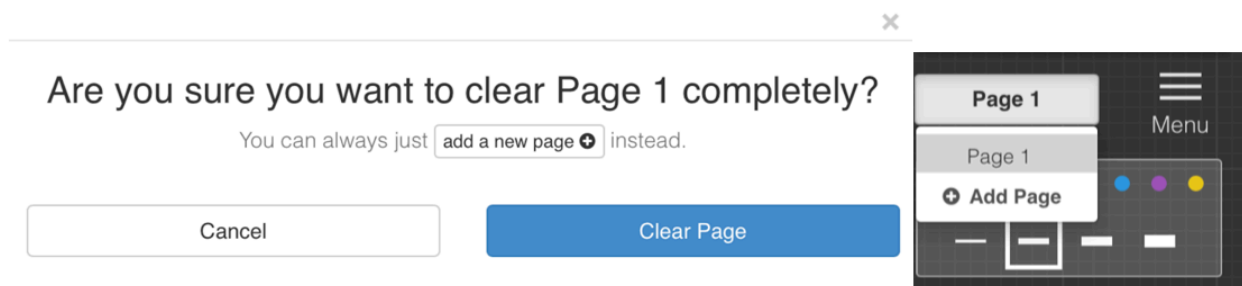 ×
Are you sure you want to clear Page 1 completely?
You can always just add a new page instead.
Cancel
Clear Page
Page 1
Menu
Page 1
Add Page